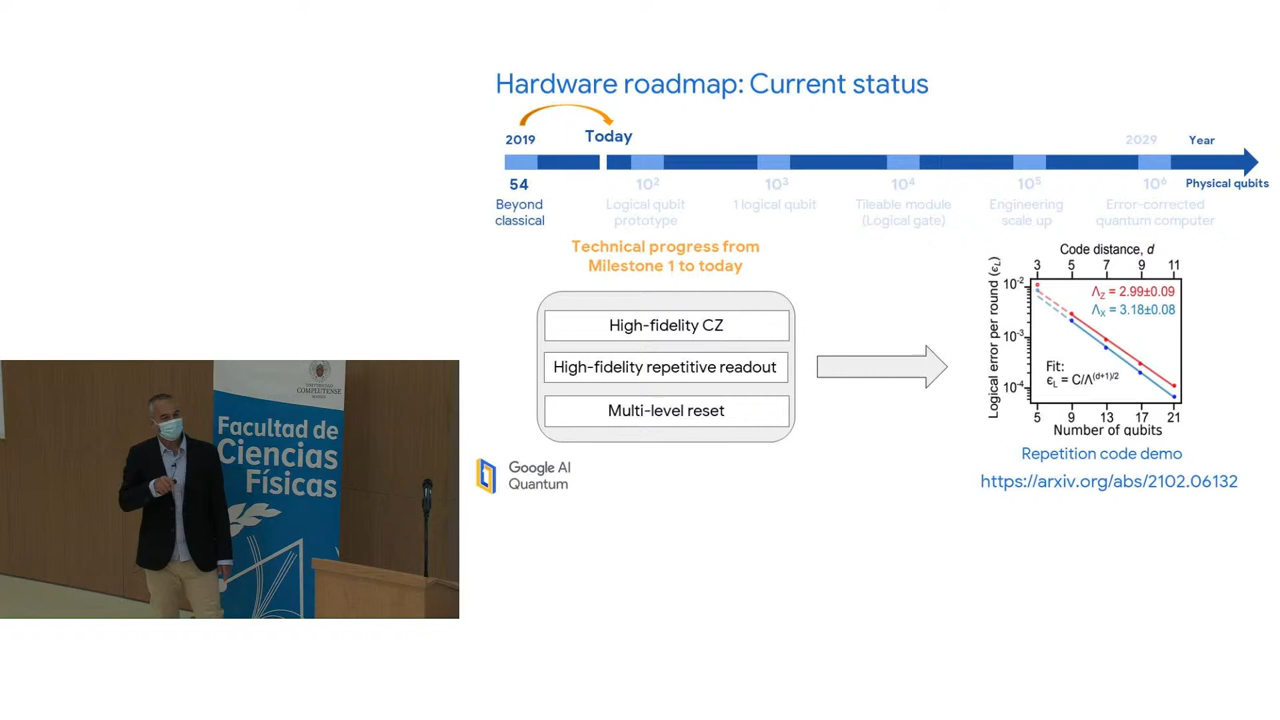 Hardware roadmap: Current status
2019
Today
2029
Year
54
10²
10³
10⁴
10⁵
10⁶
Physical qubits
Beyond
classical
Logical qubit
prototype
1 logical qubit
Tileable module
(Logical gate)
Engineering
scale up
Error-corrected
quantum computer
Technical progress from
Milestone 1 to today
High-fidelity CZ
High-fidelity repetitive readout
Multi-level reset
Code distance, d
3 5 7 9 11
Logical error per round (ϵL)
10⁻²
10⁻³
10⁻⁴
ΛZ = 2.99±0.09
ΛX = 3.18±0.08
Fit:
ϵL = C/Λ^(d+1)/2
5 9 13 17 21
Number of qubits
Repetition code demo
https://arxiv.org/abs/2102.06132
Google AI
Quantum
COMPLUTENSE
Facultad de
Ciencias
Físicas